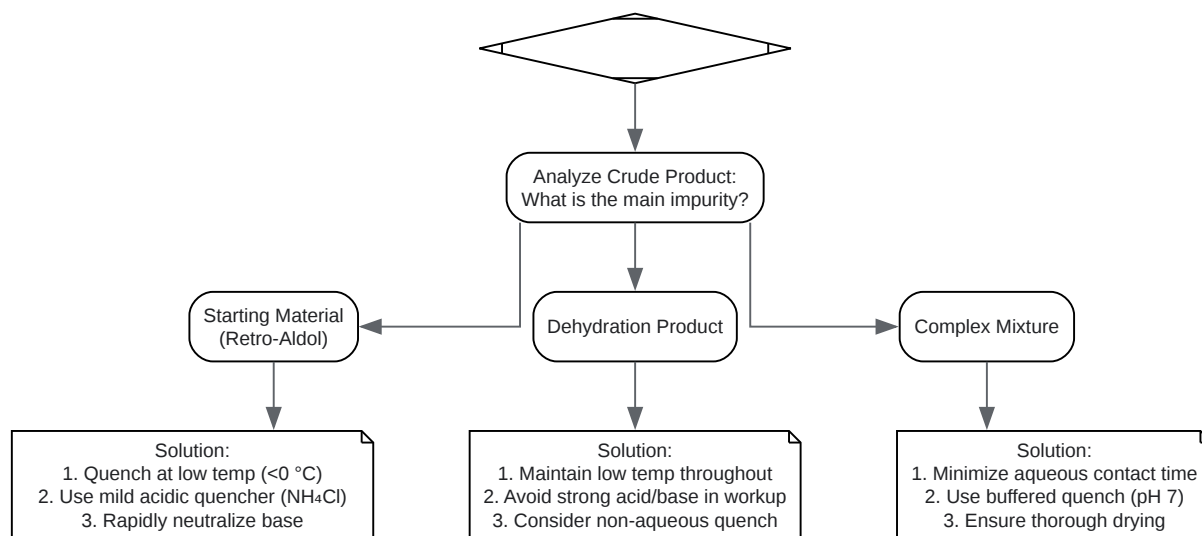 Analyze Crude Product:
What is the main impurity?
Starting Material
(Retro-Aldol)
Dehydration Product
Complex Mixture
Solution:
1. Quench at low temp (<0 °C)
2. Use mild acidic quencher (NH₄Cl)
3. Rapidly neutralize base
Solution:
1. Maintain low temp throughout
2. Avoid strong acid/base in workup
3. Consider non-aqueous quench
Solution:
1. Minimize aqueous contact time
2. Use buffered quench (pH 7)
3. Ensure thorough drying